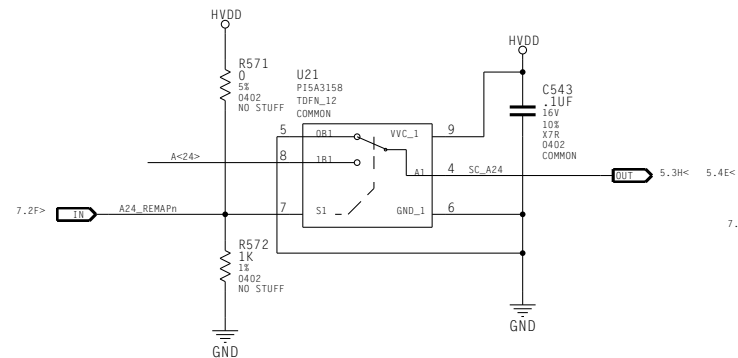 HVDD
R571
0
5%
0402
NO STUFF
U21
PI5A3158
TDFN_12
COMMON
HVDD
C543
.1UF
16V
10%
X7R
0402
COMMON
5
0B1
VVC_1
9
A<24>
8
1B1
A1
4
SC_A24
OUT
5.3H<
5.4E<
7.2F>
IN
A24_REMAPn
7
S1
GND_1
6
7.
R572
1K
1%
0402
NO STUFF
GND
GND